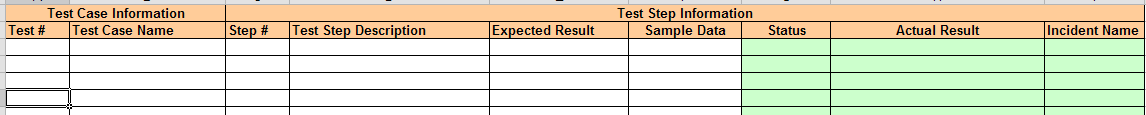 Test Case Information Test Step Information
Test # Test Case Name Step # Test Step Description Expected Result Sample Data Status Actual Result Incident Name